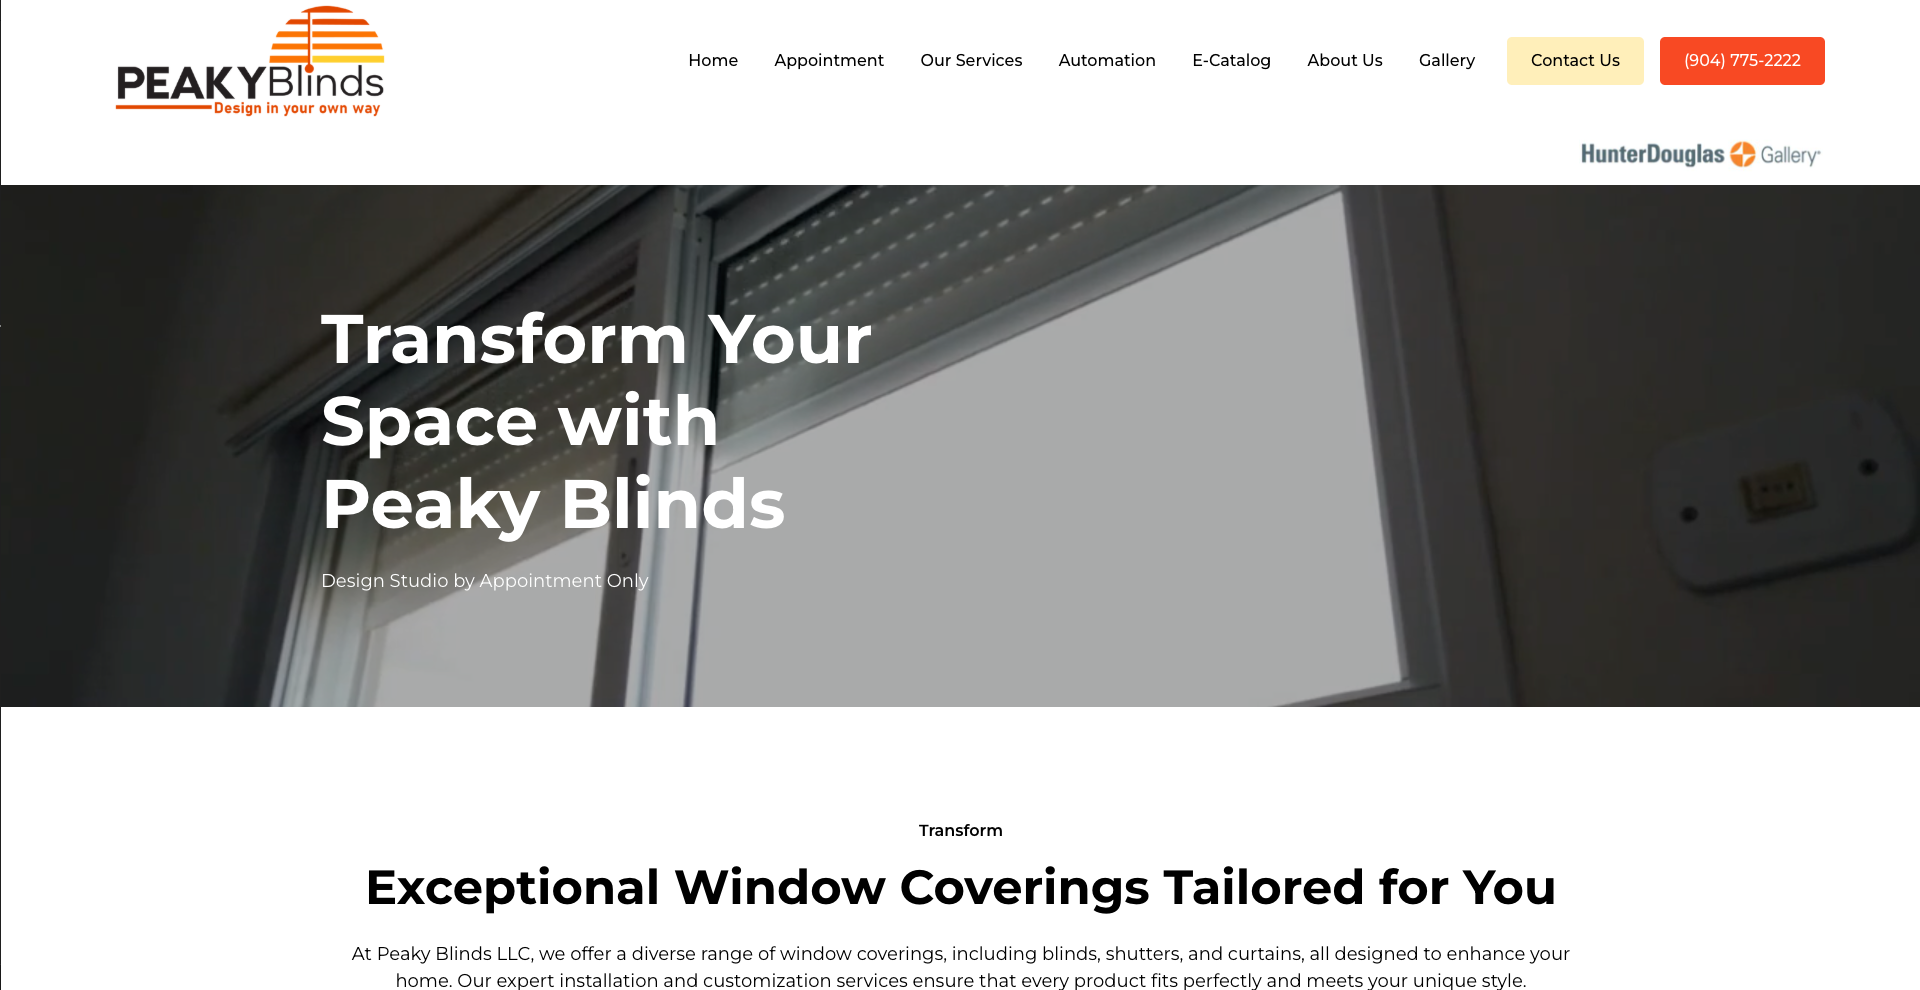 PEAKYBlinds
Design in your own way
Home
Appointment
Our Services
Automation
E-Catalog
About Us
Gallery
Contact Us
(904) 775-2222
HunterDouglas Gallery
Transform Your
Space with
Peaky Blinds
Design Studio by Appointment Only
Transform
Exceptional Window Coverings Tailored for You
At Peaky Blinds LLC, we offer a diverse range of window coverings, including blinds, shutters, and curtains, all designed to enhance your
home. Our expert installation and customization services ensure that every product fits perfectly and meets your unique style.